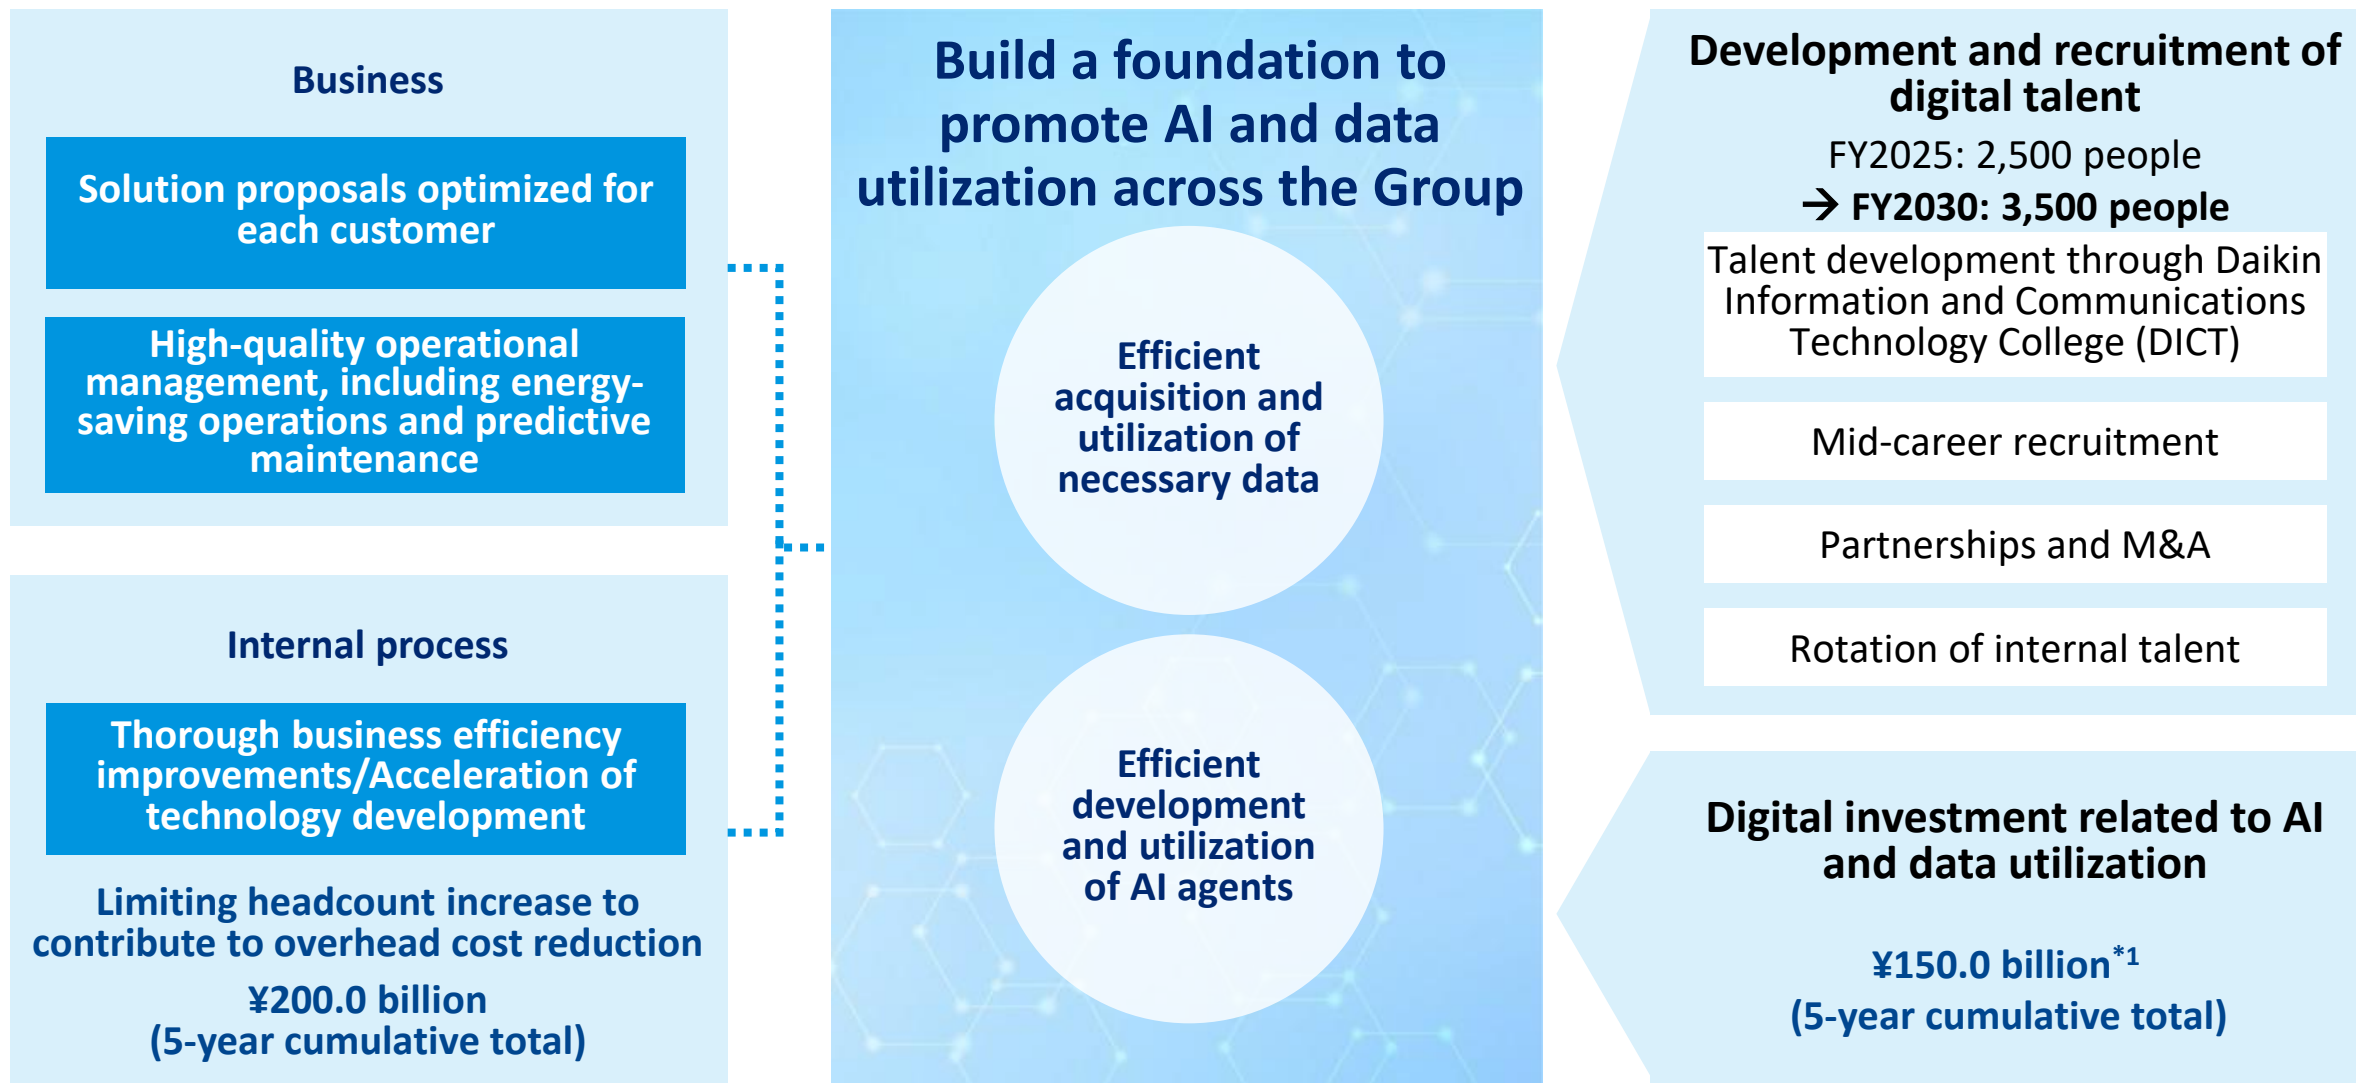 Business
Solution proposals optimized for
each customer
High-quality operational
management, including energy-
saving operations and predictive
maintenance
Internal process
Thorough business efficiency
improvements/Acceleration of
technology development
Limiting headcount increase to
contribute to overhead cost reduction
¥200.0 billion
(5-year cumulative total)
Build a foundation to
promote AI and data
utilization across the Group
Efficient
acquisition and
utilization of
necessary data
Efficient
development
and utilization
of AI agents
Development and recruitment of
digital talent
FY2025: 2,500 people
→ FY2030: 3,500 people
Talent development through Daikin
Information and Communications
Technology College (DICT)
Mid-career recruitment
Partnerships and M&A
Rotation of internal talent
Digital investment related to AI
and data utilization
¥150.0 billion*1
(5-year cumulative total)